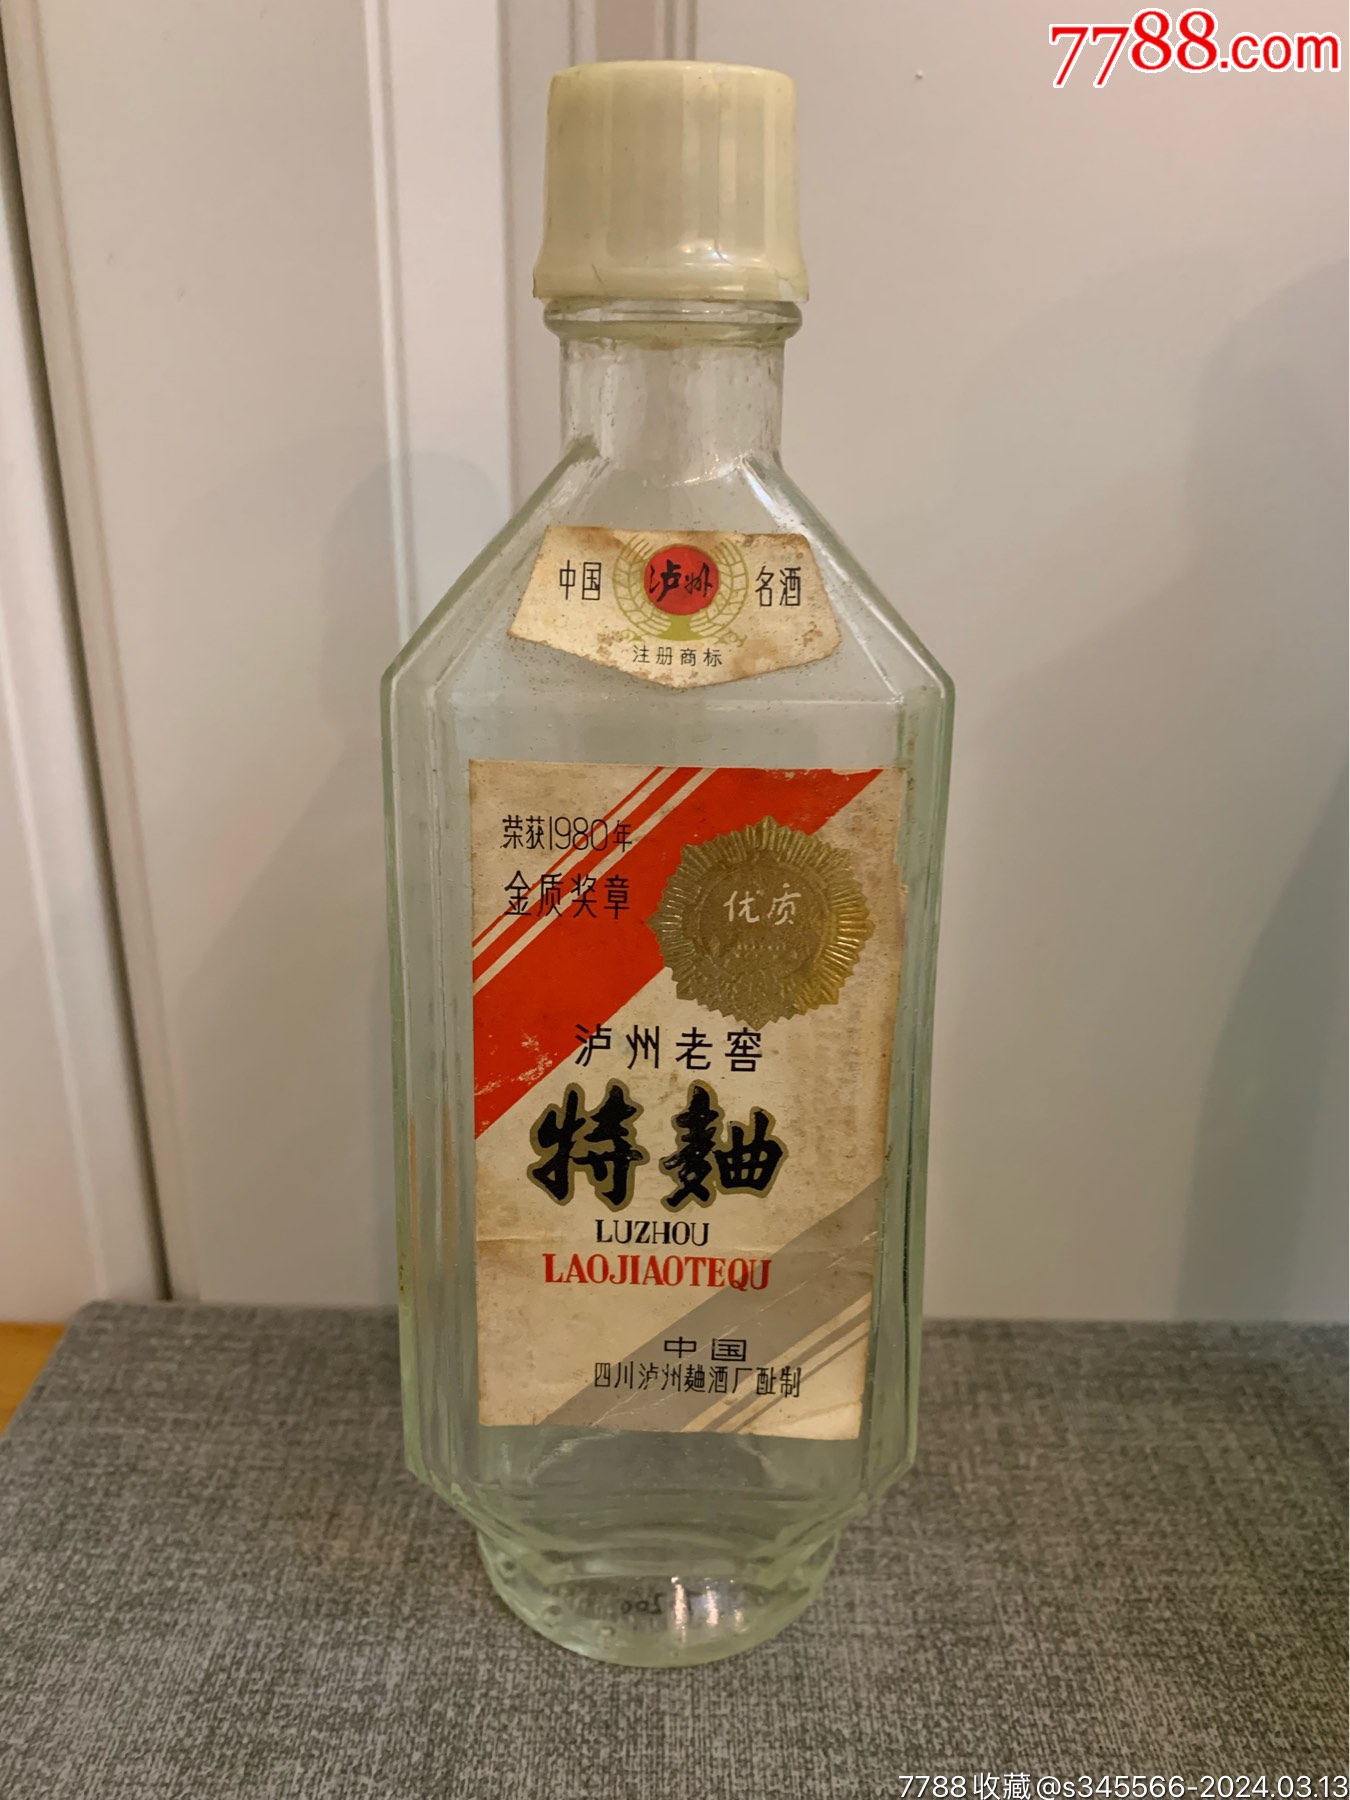 7788.com
中国 泸州 名酒
注册商标
荣获1980年
金质奖章
优质
泸州老窖
特麯
LUZHOU
LAOJIAOTEQU
中国
四川泸州麯酒厂酓制
7788收藏@s345566-2024.03.13